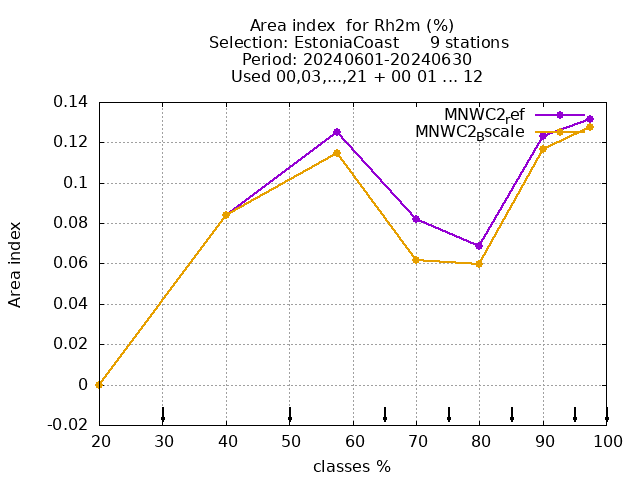 Area index  for Rh2m (%)
Selection: EstoniaCoast      9 stations
Period: 20240601-20240630
Used 00,03,...,21 + 00 01 ... 12
MNWC2ref
MNWC2Bscale
0.14
0.12
0.1
0.08
0.06
0.04
0.02
0
-0.02
Area index
20 30 40 50 60 70 80 90 100
classes %